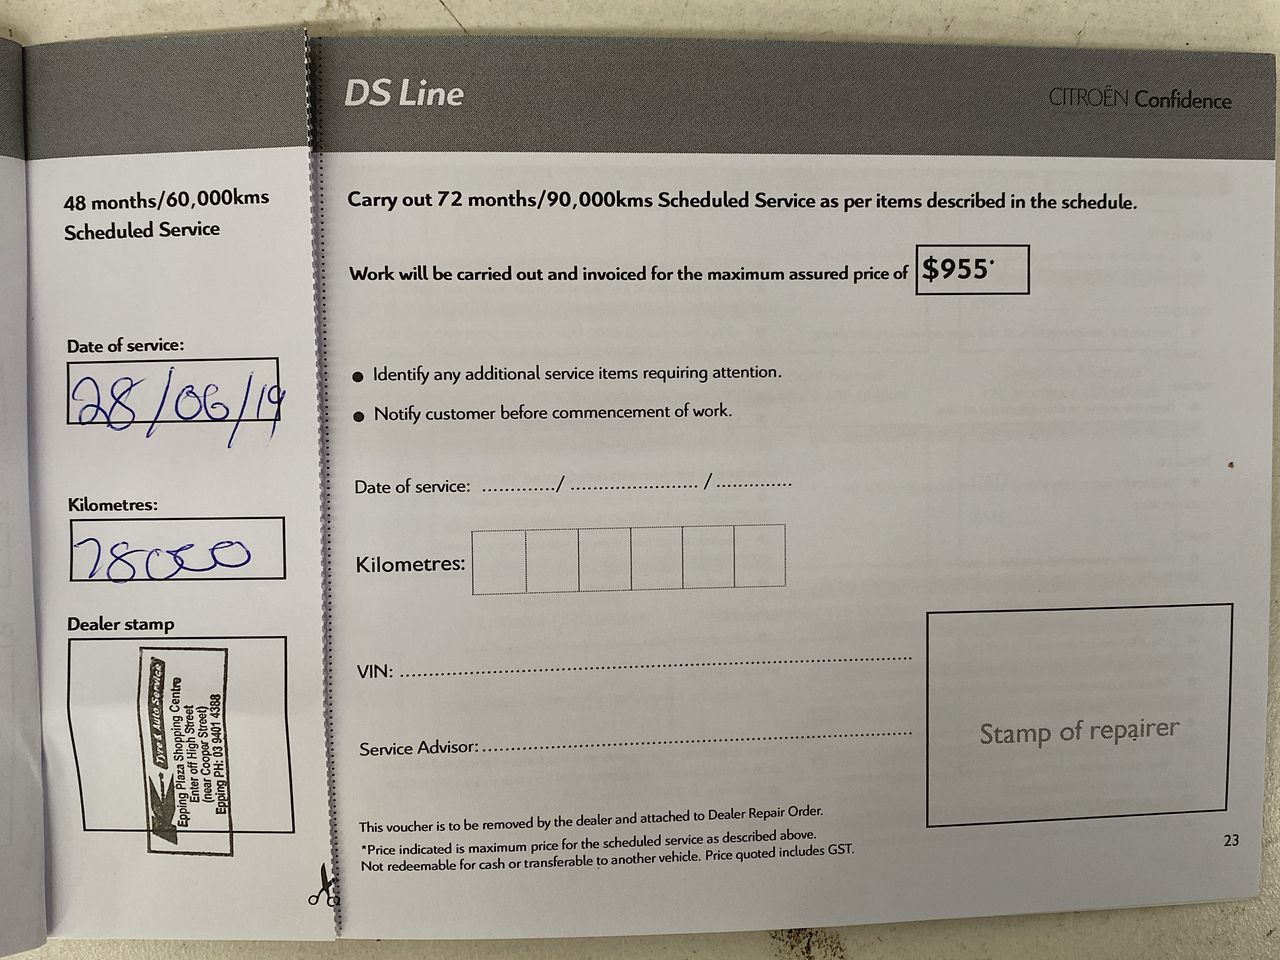 48 months/60,000kms
Scheduled Service
Date of service:
28/06/19
Kilometres:
78000
Dealer stamp
Tyre & Auto Service
Epping Plaza Shopping Centre
Enter off High Street
(near Cooper Street)
Epping PH: 03 9401 4388
DS Line
CITROËN Confidence
Carry out 72 months/90,000kms Scheduled Service as per items described in the schedule.
Work will be carried out and invoiced for the maximum assured price of $955*
● Identify any additional service items requiring attention.
● Notify customer before commencement of work.
Date of service: ............/ ...................... / .............
Kilometres:
VIN: ................................................................................
Service Advisor: ....................................................................
Stamp of repairer
This voucher is to be removed by the dealer and attached to Dealer Repair Order.
*Price indicated is maximum price for the scheduled service as described above.
Not redeemable for cash or transferable to another vehicle. Price quoted includes GST.
23